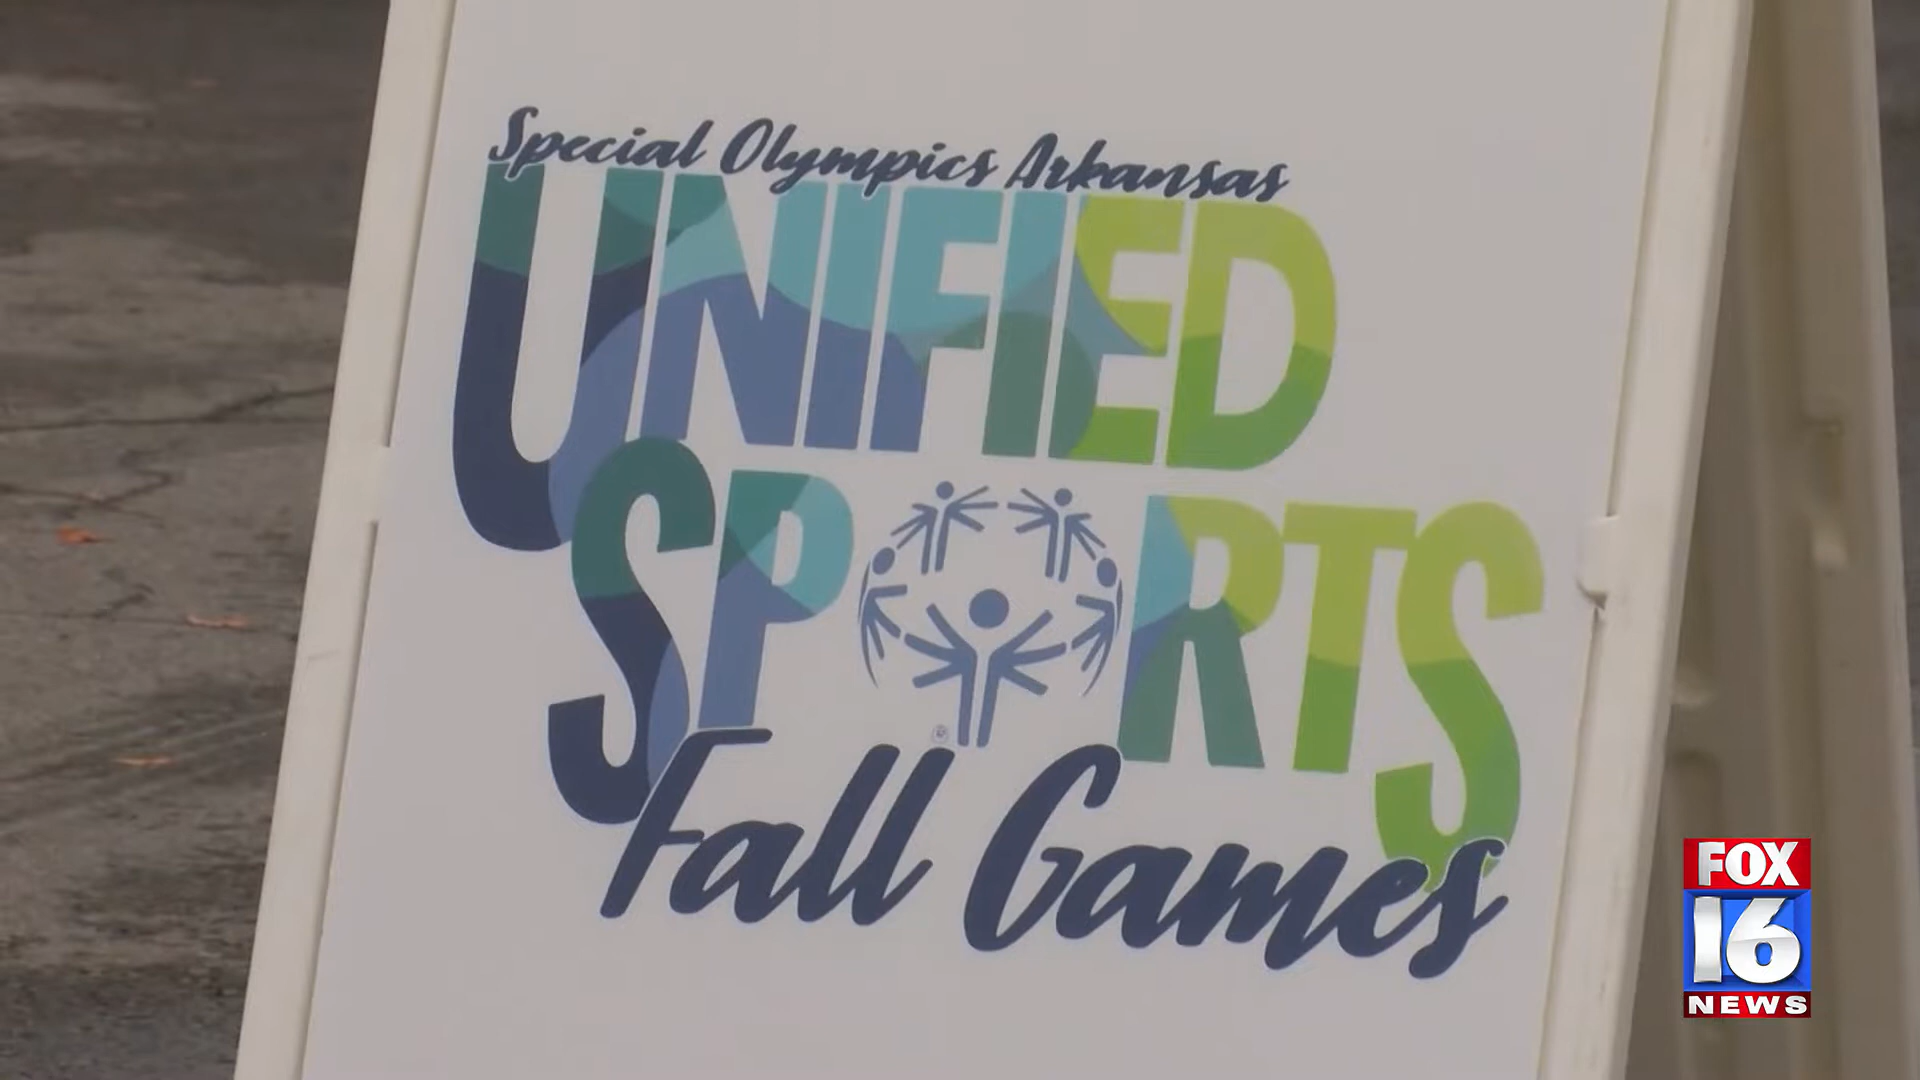 Special Olympics Arkansas
UNIFIED
SPORTS
Fall Games
FOX
16
NEWS